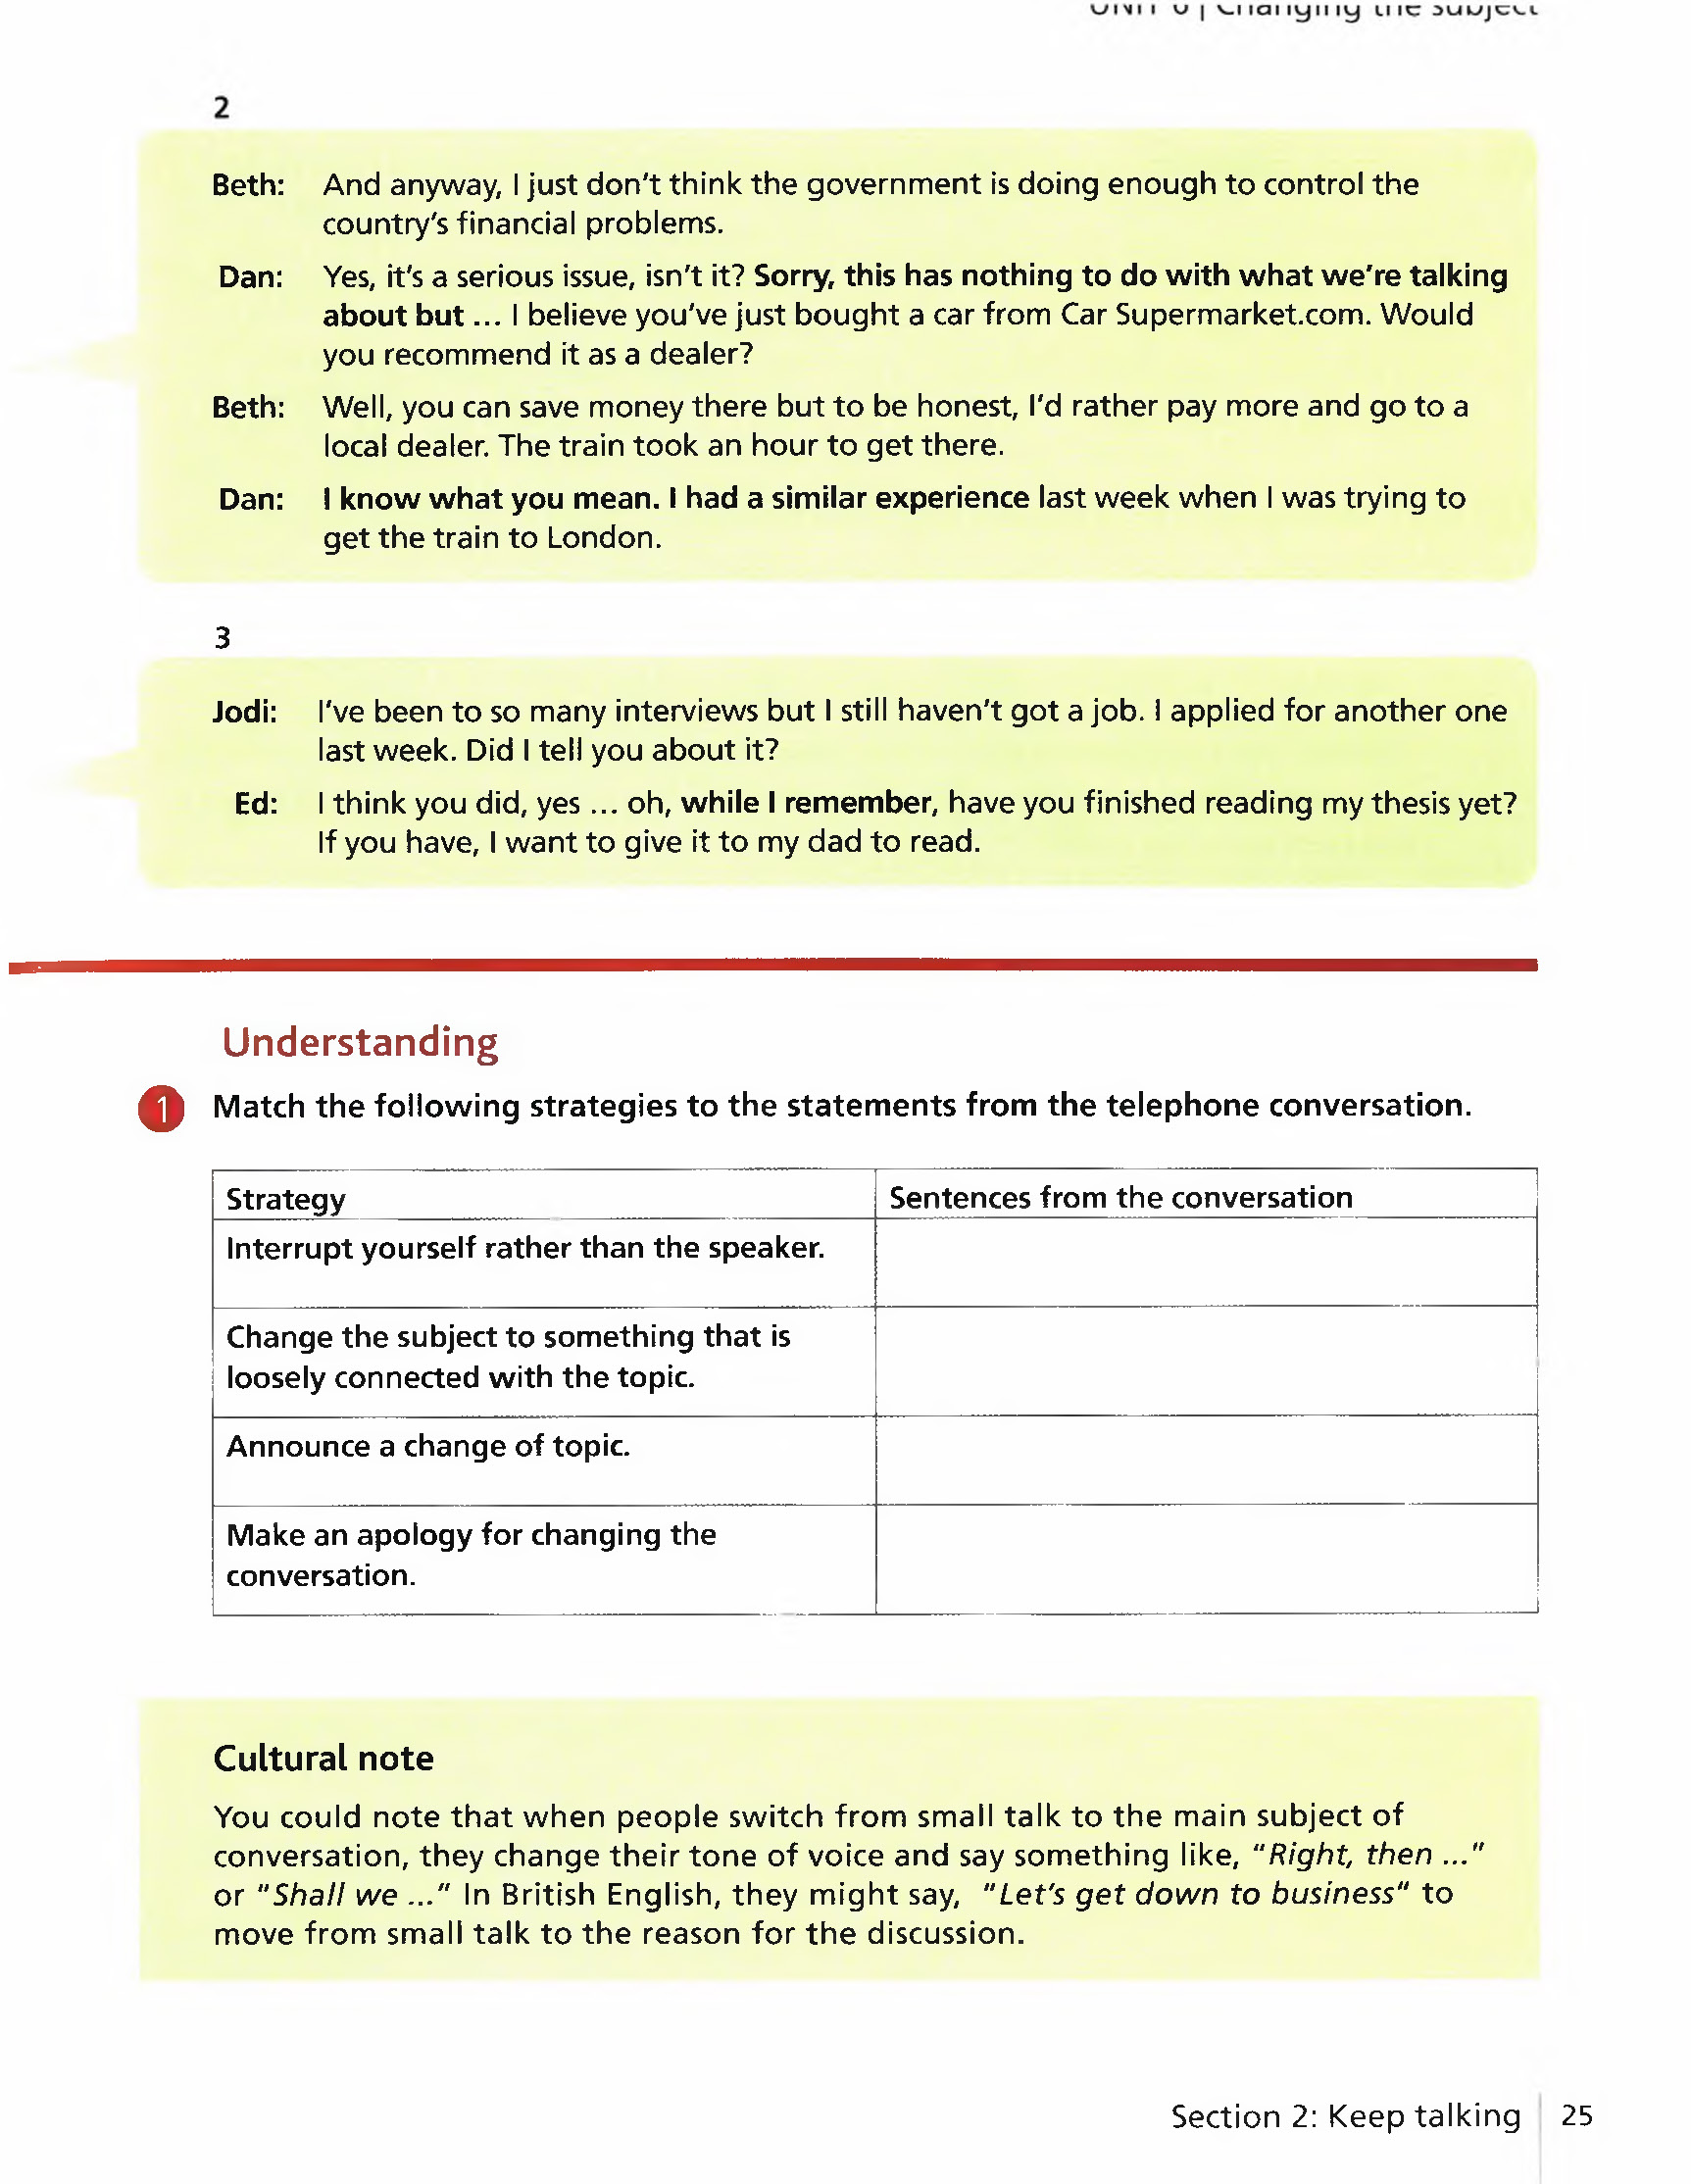 UNIT 6 | Changing the subject
2
Beth: And anyway, I just don't think the government is doing enough to control the
country's financial problems.
Dan: Yes, it's a serious issue, isn't it? Sorry, this has nothing to do with what we're talking
about but ... I believe you've just bought a car from Car Supermarket.com. Would
you recommend it as a dealer?
Beth: Well, you can save money there but to be honest, I'd rather pay more and go to a
local dealer. The train took an hour to get there.
Dan: I know what you mean. I had a similar experience last week when I was trying to
get the train to London.
3
Jodi: I've been to so many interviews but I still haven't got a job. I applied for another one
last week. Did I tell you about it?
Ed: I think you did, yes ... oh, while I remember, have you finished reading my thesis yet?
If you have, I want to give it to my dad to read.
Understanding
1 Match the following strategies to the statements from the telephone conversation.
Strategy Sentences from the conversation
Interrupt yourself rather than the speaker.
Change the subject to something that is
loosely connected with the topic.
Announce a change of topic.
Make an apology for changing the
conversation.
Cultural note
You could note that when people switch from small talk to the main subject of
conversation, they change their tone of voice and say something like, "Right, then ..."
or "Shall we ..." In British English, they might say, "Let's get down to business" to
move from small talk to the reason for the discussion.
Section 2: Keep talking 25